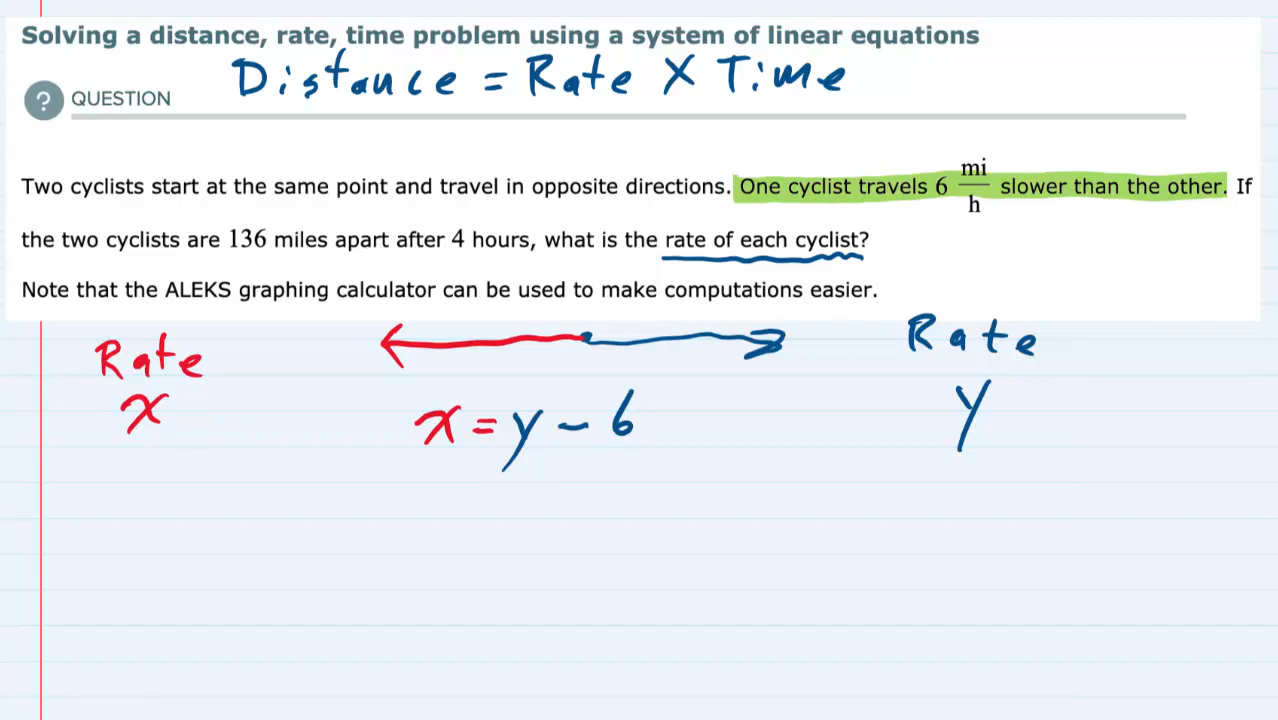 Solving a distance, rate, time problem using a system of linear equations
Distance = Rate X Time
? QUESTION
Two cyclists start at the same point and travel in opposite directions. One cyclist travels 6 mi/h slower than the other. If
the two cyclists are 136 miles apart after 4 hours, what is the rate of each cyclist?
Note that the ALEKS graphing calculator can be used to make computations easier.
Rate Rate
x x = y - 6 y